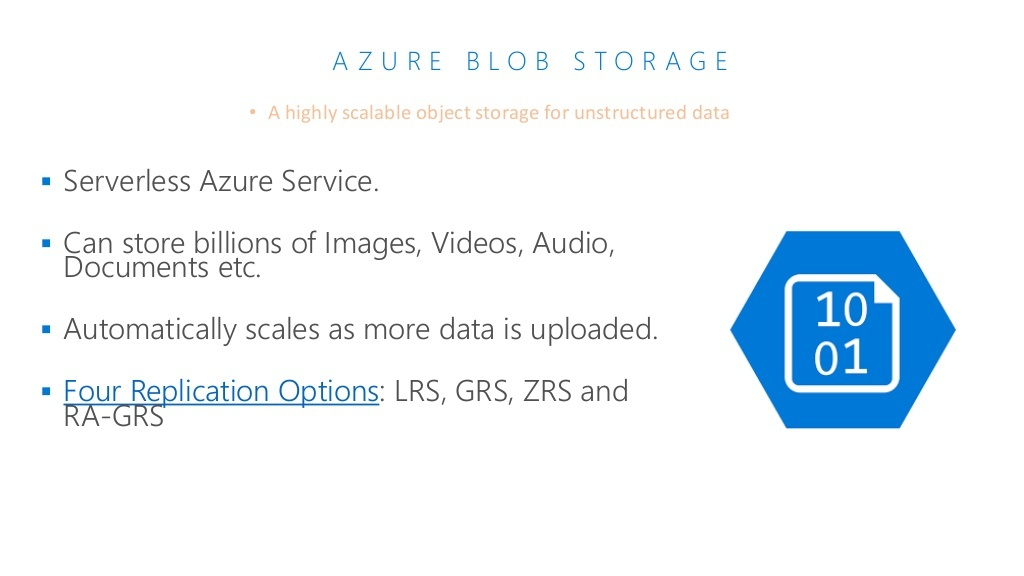 AZURE BLOB STORAGE
• A highly scalable object storage for unstructured data
▪ Serverless Azure Service.
▪ Can store billions of Images, Videos, Audio,
Documents etc.
▪ Automatically scales as more data is uploaded.
▪ Four Replication Options: LRS, GRS, ZRS and
RA-GRS
10
01